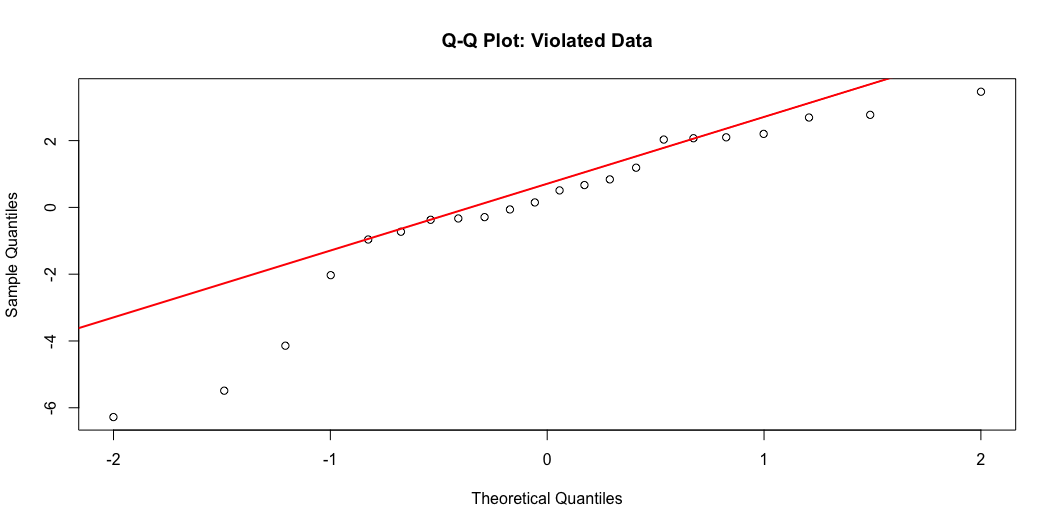 Q-Q Plot: Violated Data
Sample Quantiles
2
0
-2
-4
-6
-2 -1 0 1 2
Theoretical Quantiles